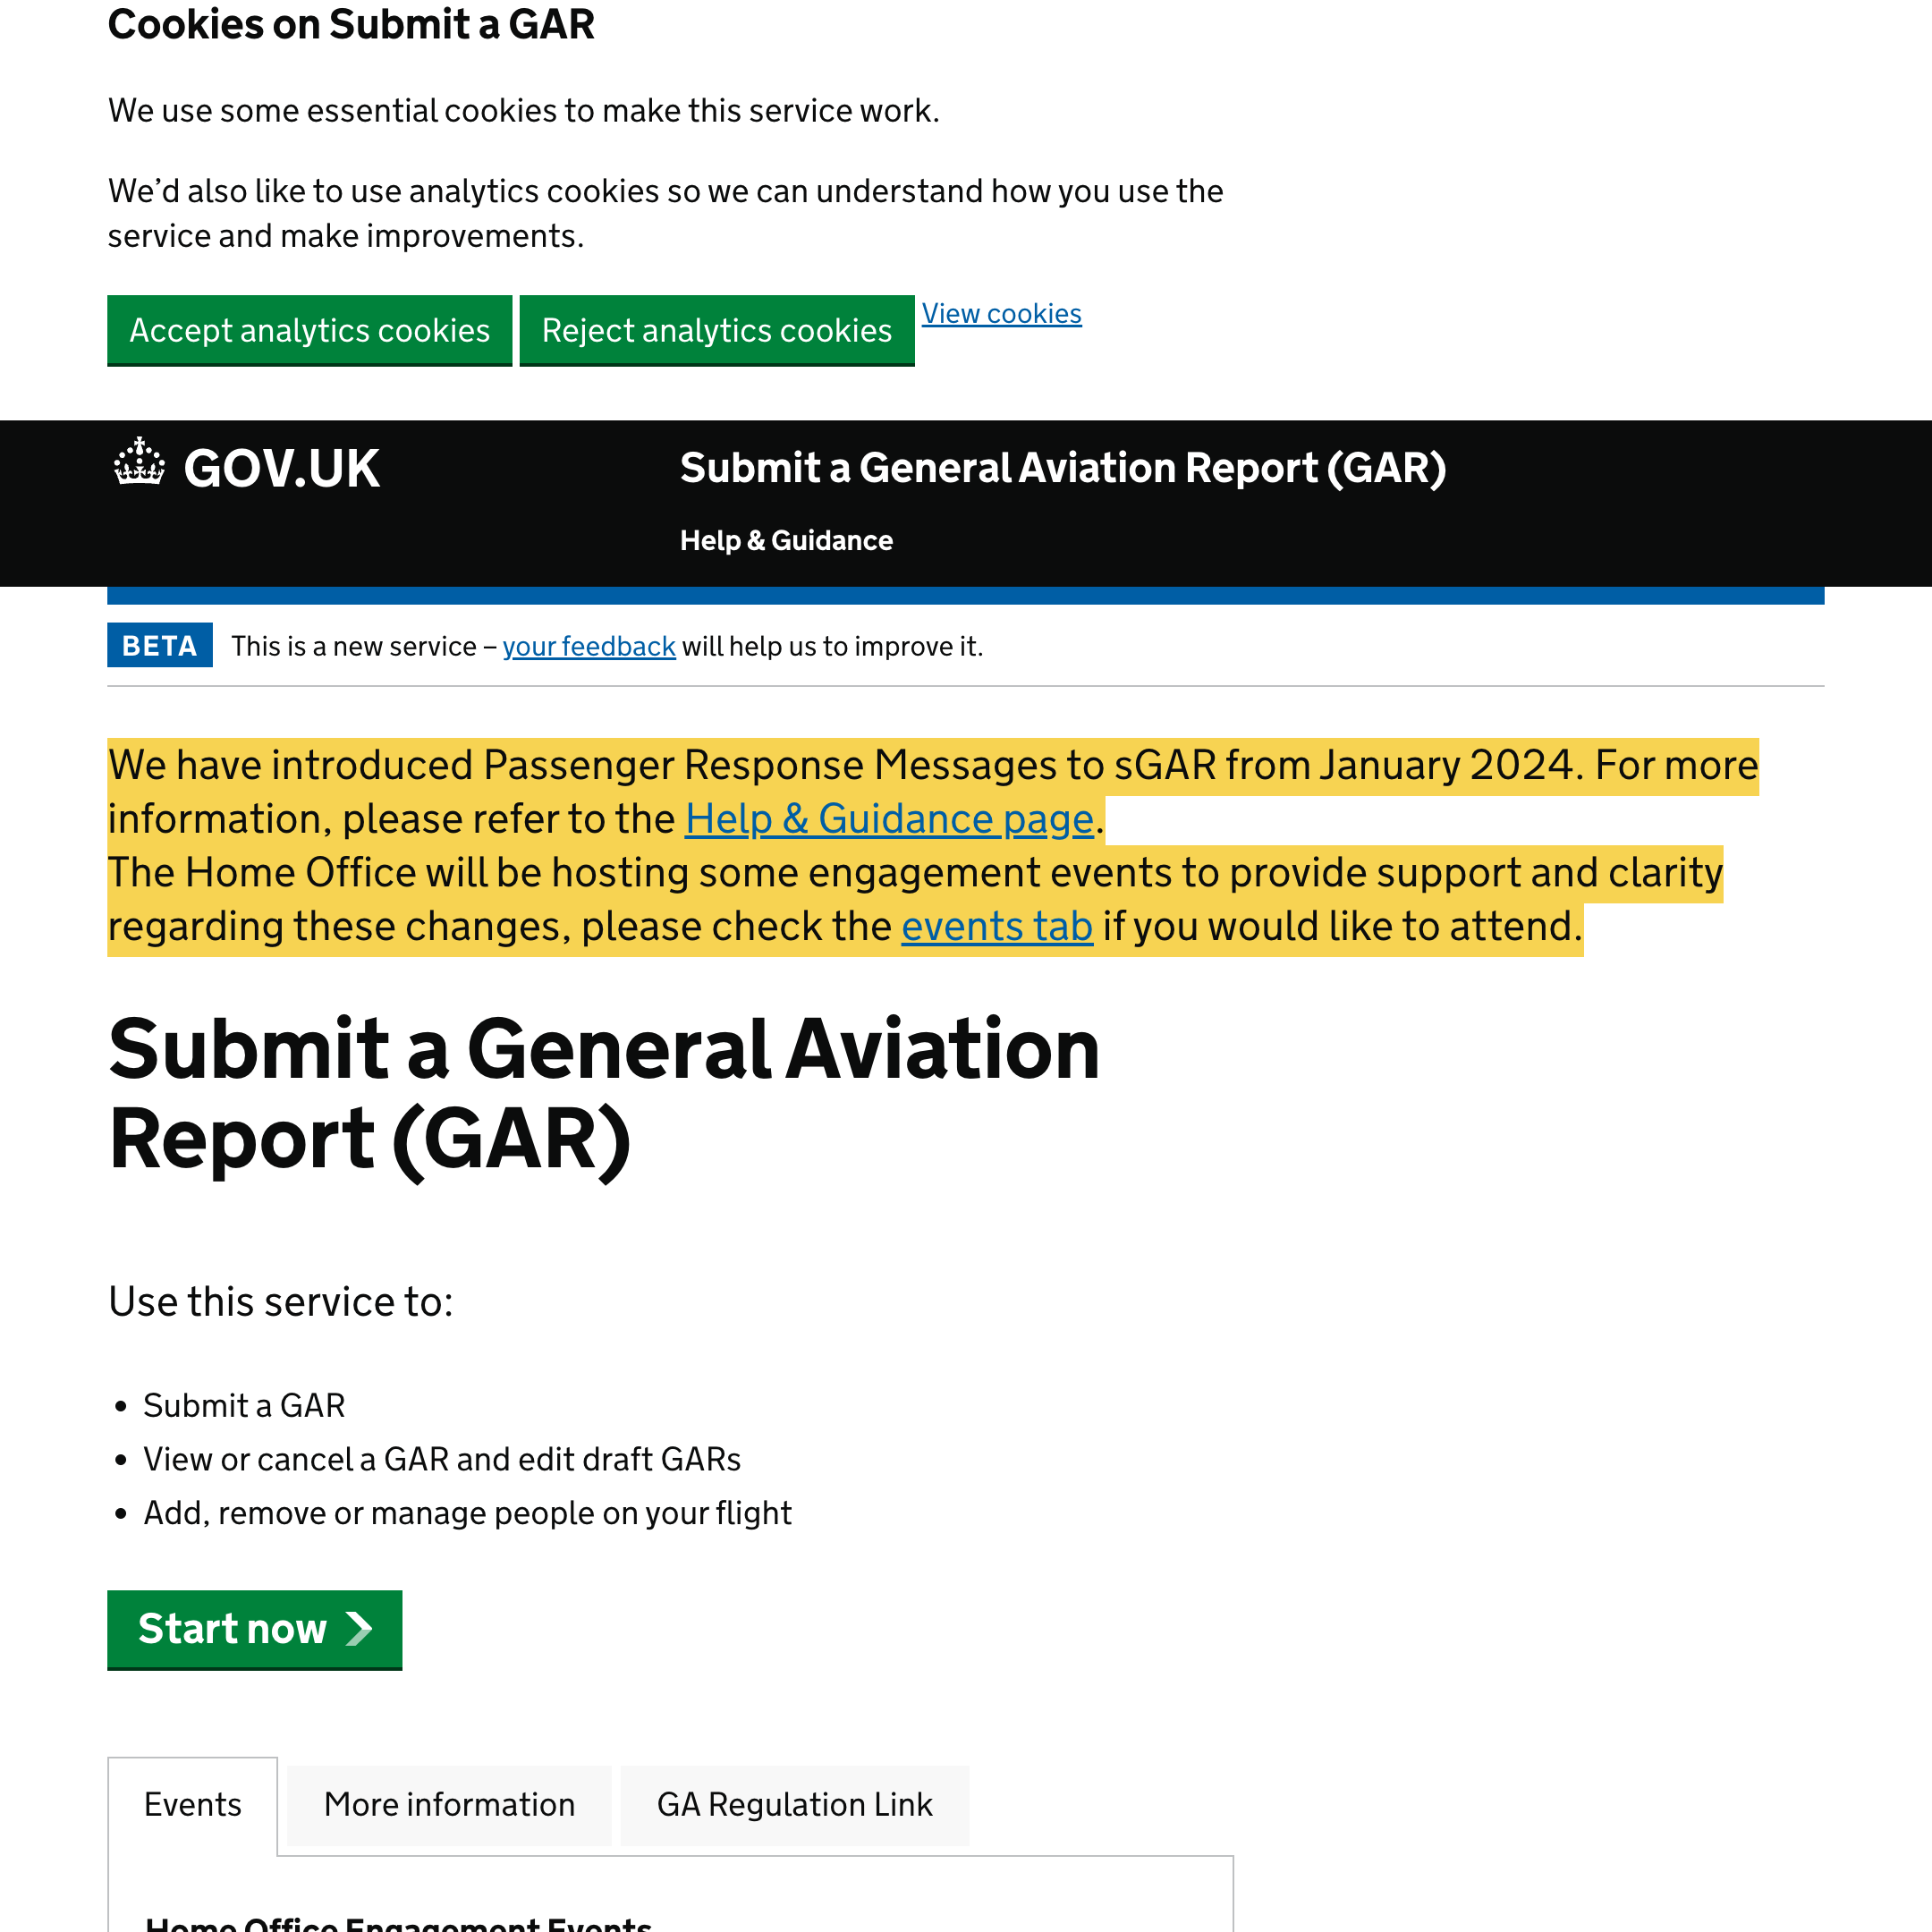 Cookies on Submit a GAR
We use some essential cookies to make this service work.
We’d also like to use analytics cookies so we can understand how you use the
service and make improvements.
Accept analytics cookies
Reject analytics cookies
View cookies
GOV.UK
Submit a General Aviation Report (GAR)
Help & Guidance
BETA
This is a new service – your feedback will help us to improve it.
We have introduced Passenger Response Messages to sGAR from January 2024. For more
information, please refer to the Help & Guidance page.
The Home Office will be hosting some engagement events to provide support and clarity
regarding these changes, please check the events tab if you would like to attend.
Submit a General Aviation
Report (GAR)
Use this service to:
• Submit a GAR
• View or cancel a GAR and edit draft GARs
• Add, remove or manage people on your flight
Start now
Events
More information
GA Regulation Link
Home Office Engagement Events